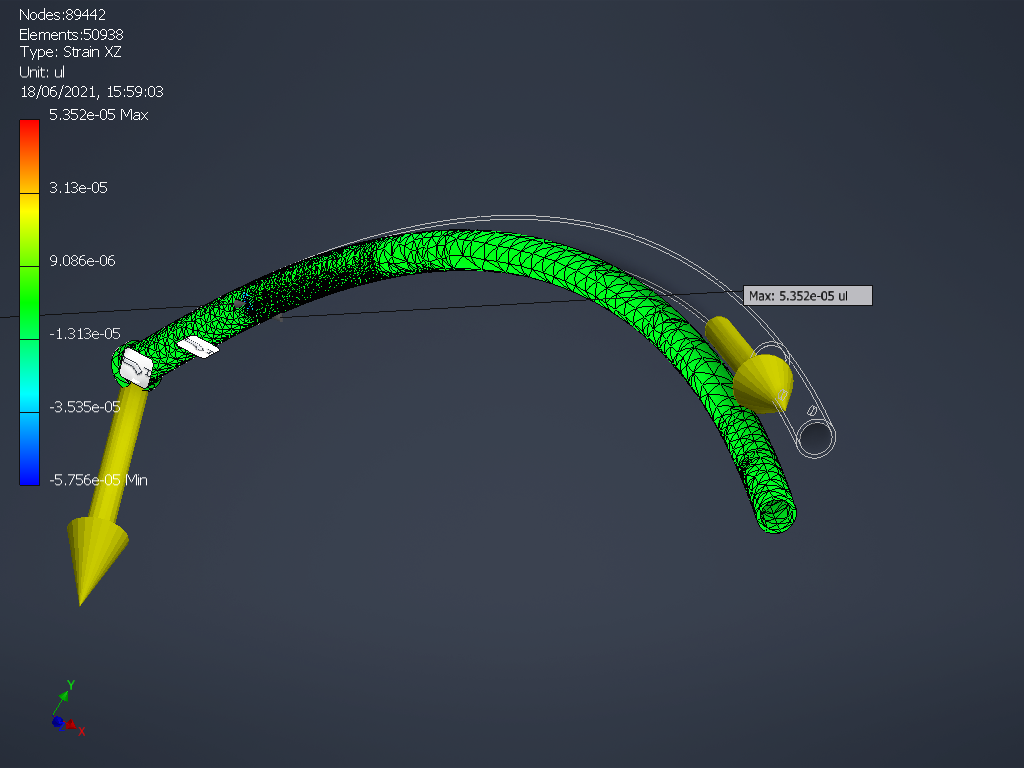 Nodes:89442
Elements:50938
Type: Strain XZ
Unit: ul
18/06/2021, 15:59:03
5.352e-05 Max
3.13e-05
9.086e-06
-1.313e-05
-3.535e-05
-5.756e-05 Min
Max: 5.352e-05 ul
Y
X